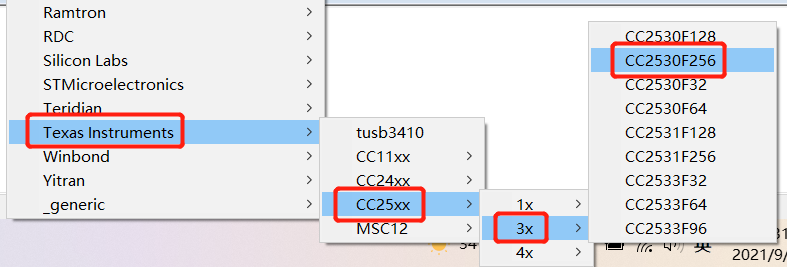 Ramtron
RDC
Silicon Labs
STMicroelectronics
Teridian
Texas Instruments
Winbond
Yitran
_generic
tusb3410
CC11xx
CC24xx
CC25xx
MSC12
1x
3x
4x
CC2530F128
CC2530F256
CC2530F32
CC2530F64
CC2531F128
CC2531F256
CC2533F32
CC2533F64
CC2533F96
英
2021/9/